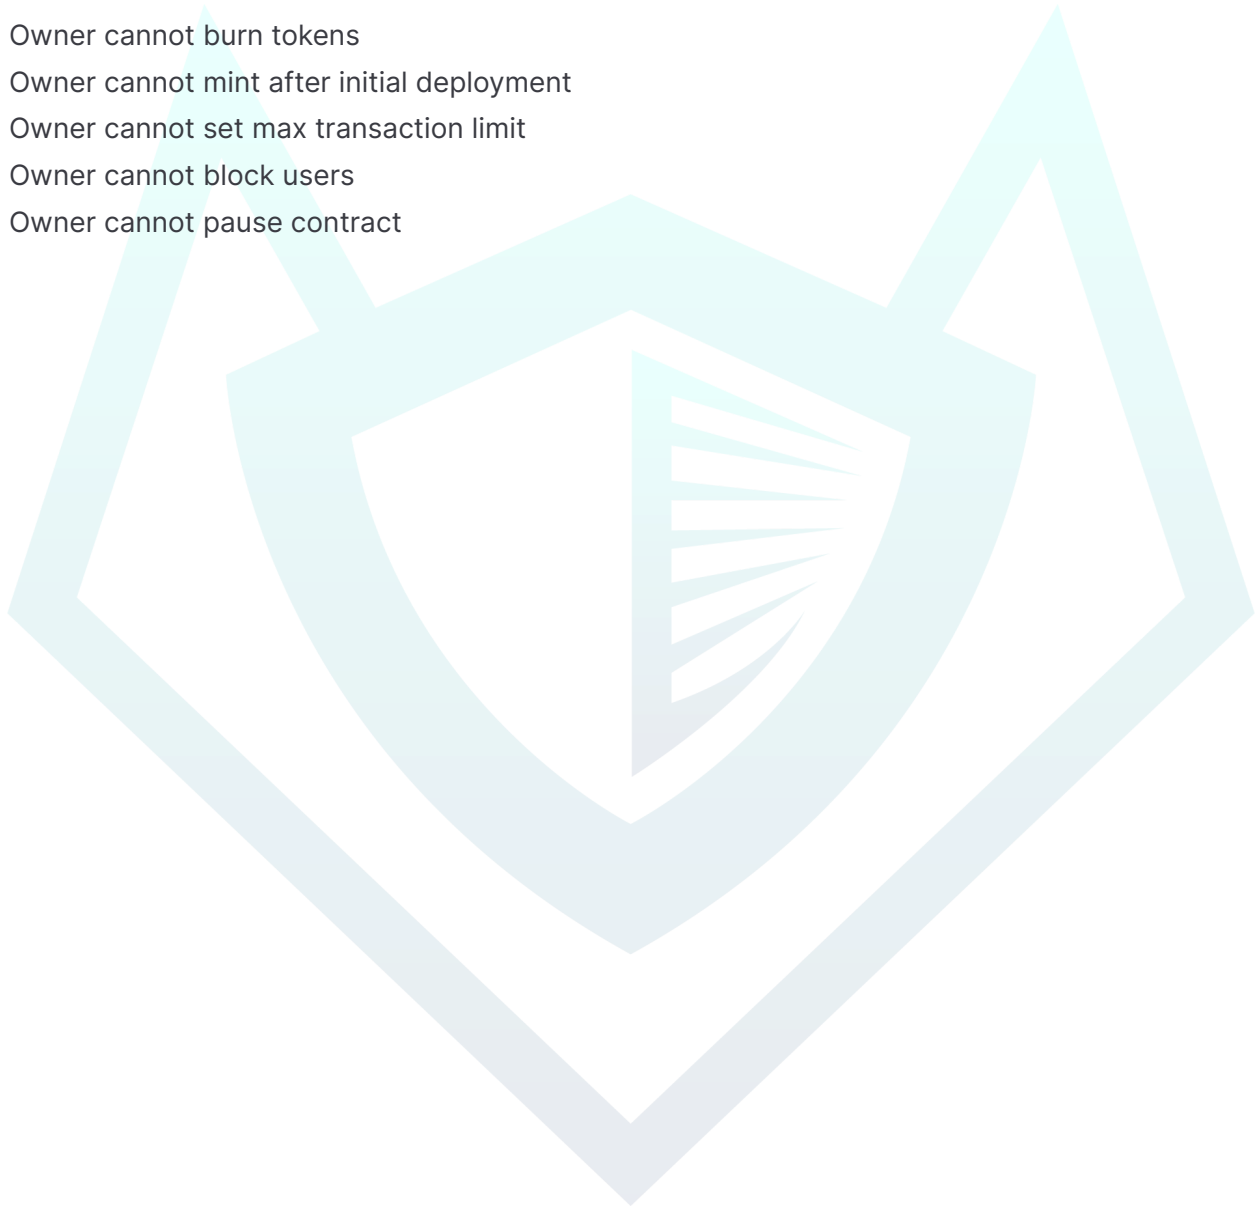 Owner cannot burn tokens
Owner cannot mint after initial deployment
Owner cannot set max transaction limit
Owner cannot block users
Owner cannot pause contract